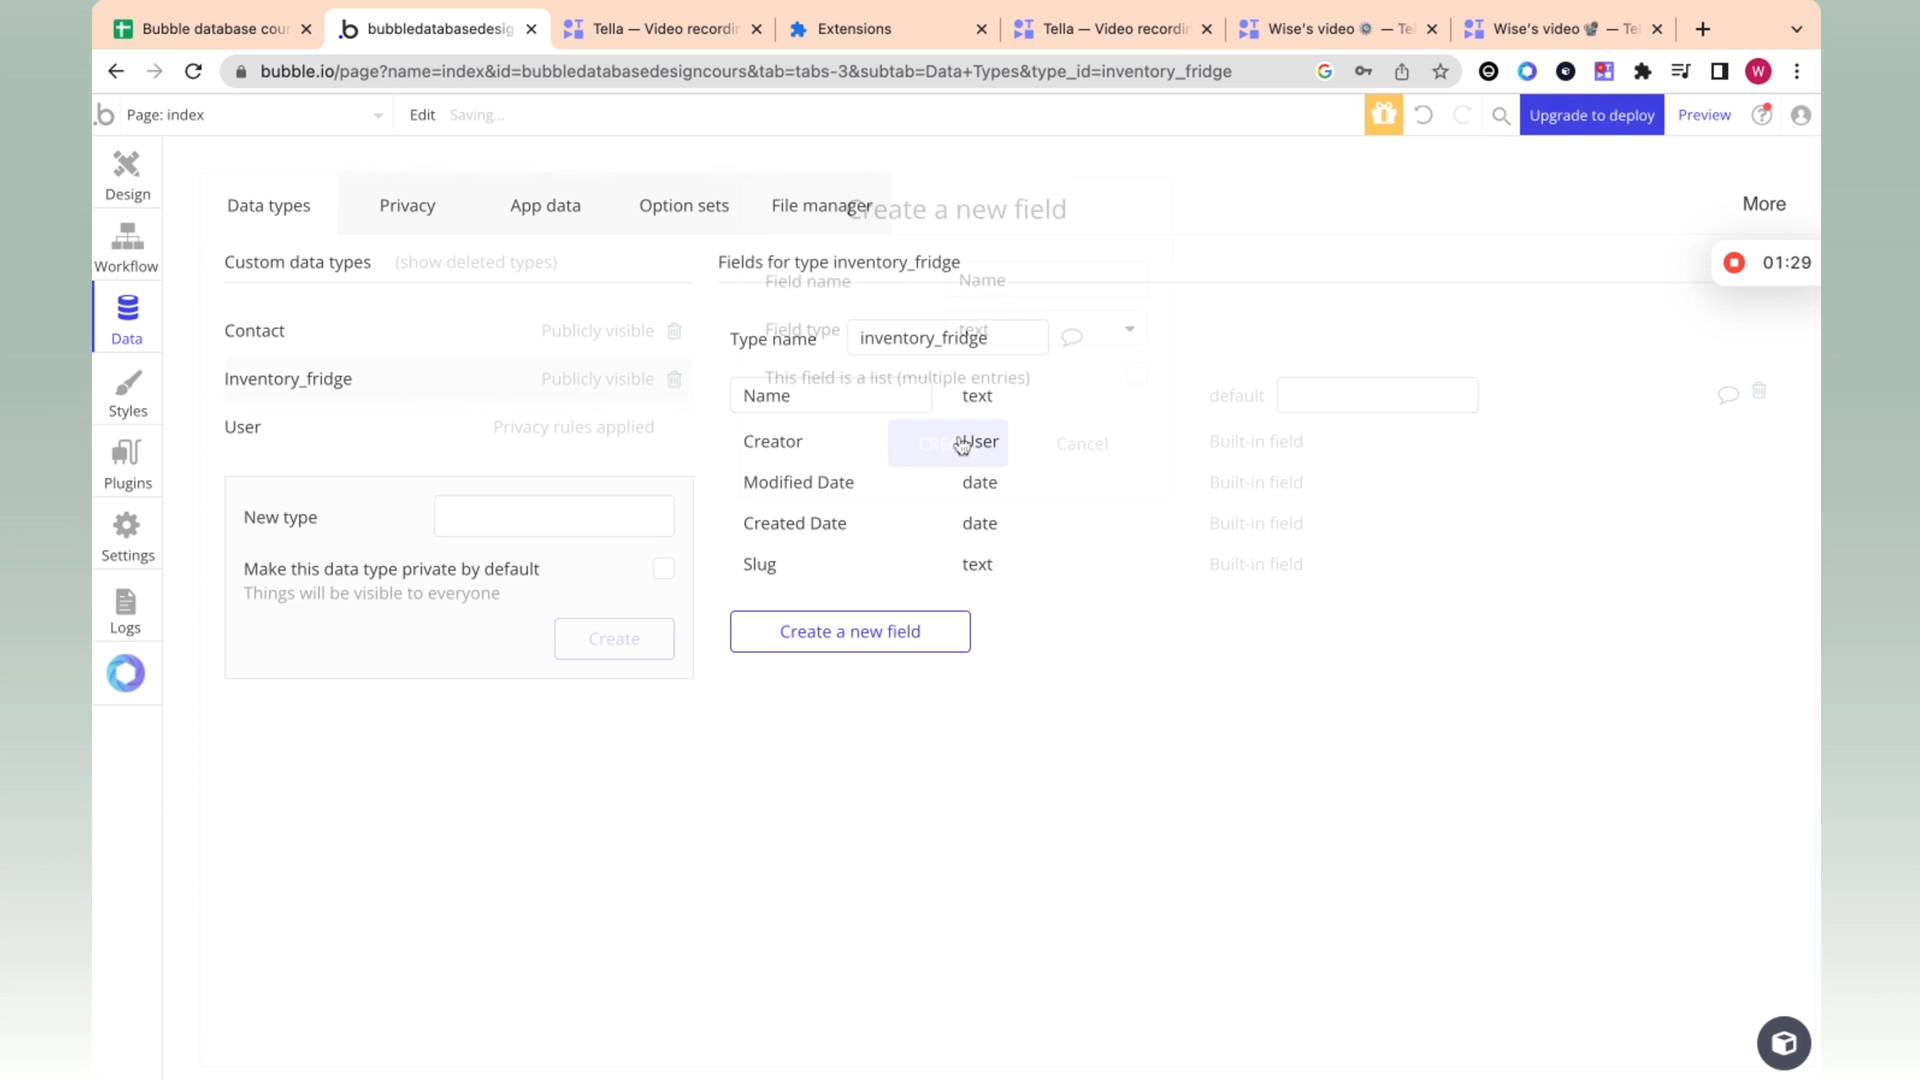 Bubble database cour
bubbledatabasedesig
Tella — Video recordin
Extensions
Tella — Video recordin
Wise's video — Tel
Wise's video — Tel
bubble.io/page?name=index&id=bubbledatabasedesigncours&tab=tabs-3&subtab=Data+Types&type_id=inventory_fridge
W
.b Page: index
Edit Saving...
Upgrade to deploy
Preview
Design
Workflow
Data
Styles
Plugins
Settings
Logs
Data types
Privacy
App data
Option sets
File manager
More
Create a new field
Custom data types (show deleted types)
Contact Publicly visible
Inventory_fridge Publicly visible
User Privacy rules applied
New type
Make this data type private by default
Things will be visible to everyone
Create
Fields for type inventory_fridge
Field name Name
Field type text
Type name inventory_fridge
This field is a list (multiple entries)
Name text default
CREATE Cancel
Creator User Built-in field
Modified Date date Built-in field
Created Date date Built-in field
Slug text Built-in field
Create a new field
01:29